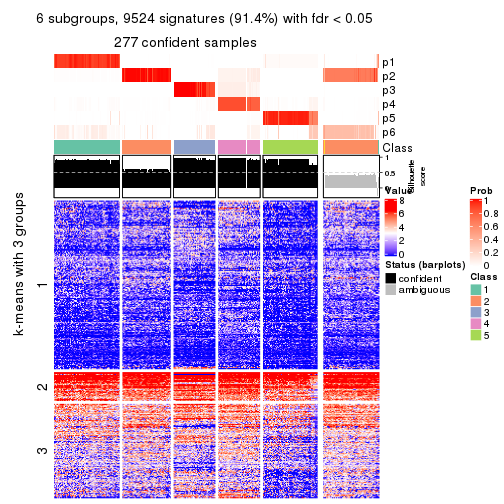 6 subgroups, 9524 signatures (91.4%) with fdr < 0.05
277 confident samples
p1
p2
p3
p4
p5
p6
Class
1
0.5
0
Silhouette
score
k-means with 3 groups
1
2
3
Value
8
6
4
2
0
Status (barplots)
confident
ambiguous
Prob
1
0.8
0.6
0.4
0.2
0
Class
1
2
3
4
5